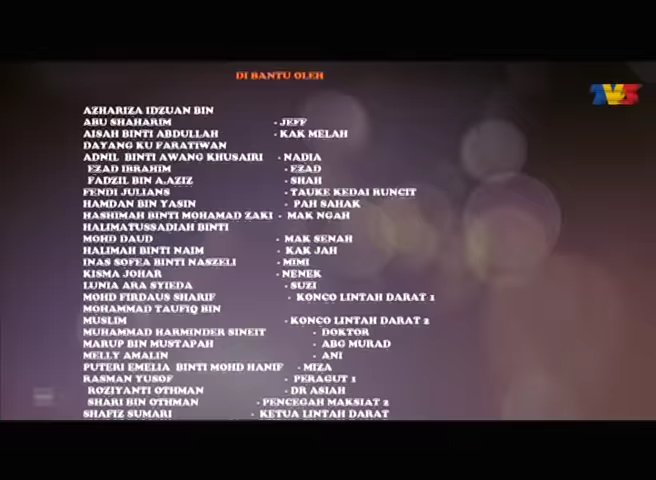 DI BANTU OLEH
TV3
AZHARIZA IDZUAN BIN
ABU SHAHARIM - JEFF
AISAH BINTI ABDULLAH - KAK MELAH
DAYANG KU FARATIWAN
ADNIL BINTI AWANG KHUSAIRI - NADIA
EZAD IBRAHIM - EZAD
FADZIL BIN A.AZIZ - SHAH
FENDI JULIANS - TAUKE KEDAI RUNCIT
HAMDAN BIN YASIN - PAH SAHAK
HASHIMAH BINTI MOHAMAD ZAKI - MAK NGAH
HALIMATUSSADIAH BINTI
MOHD DAUD - MAK SENAH
HALIMAH BINTI NAIM - KAK JAH
INAS SOFEA BINTI NASZELI - MIMI
KISMA JOHAR - NENEK
LUNIA ARA SYIEDA - SUZI
MOHD FIRDAUS SHARIF - KONCO LINTAH DARAT 1
MOHAMMAD TAUFIQ BIN
MUSLIM - KONCO LINTAH DARAT 2
MUHAMMAD HARMINDER SINEIT - DOKTOR
MARUP BIN MUSTAPAH - ABG MURAD
MELLY AMALIN - ANI
PUTERI EMELIA BINTI MOHD HANIF - MIZA
RASMAN YUSOF - PERAGUT 1
ROZIYANTI OTHMAN - DR ASIAH
SHARI BIN OTHMAN - PENCEGAH MAKSIAT 2
SHAFIZ SUMARI - KETUA LINTAH DARAT